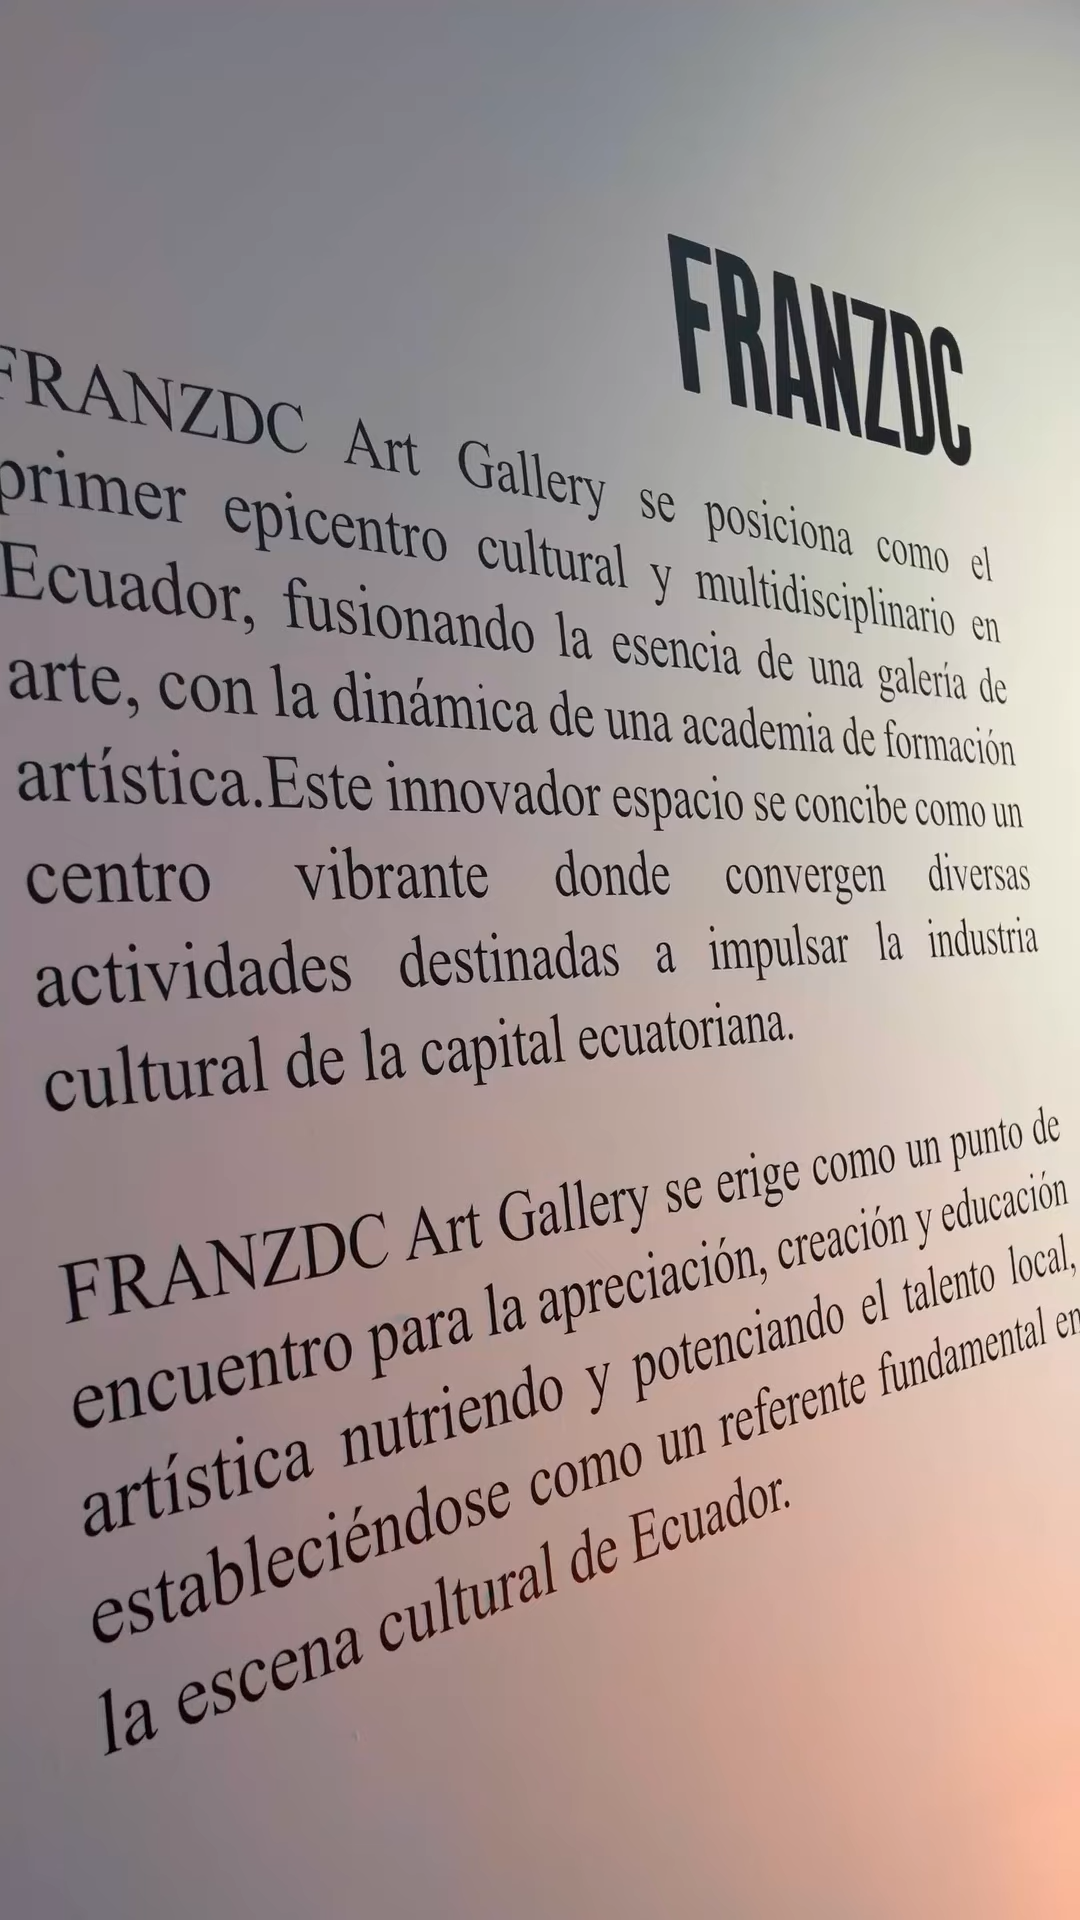 FRANZDC
FRANZDC Art Gallery se posiciona como el
primer epicentro cultural y multidisciplinario en
Ecuador, fusionando la esencia de una galería de
arte, con la dinámica de una academia de formación
artística.Este innovador espacio se concibe como un
centro vibrante donde convergen diversas
actividades destinadas a impulsar la industria
cultural de la capital ecuatoriana.
FRANZDC Art Gallery se erige como un punto de
encuentro para la apreciación, creación y educación
artística nutriendo y potenciando el talento local,
estableciéndose como un referente fundamental en
la escena cultural de Ecuador.